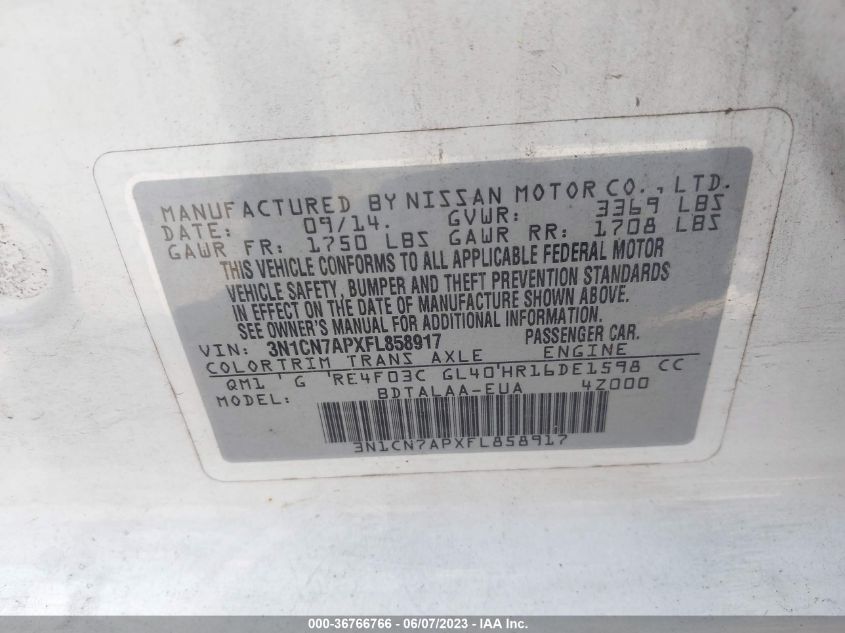 MANUFACTURED BY NISSAN MOTOR CO., LTD.
DATE: 09/14. GVWR: 3369 LBS
GAWR FR: 1750 LBS GAWR RR: 1708 LBS
THIS VEHICLE CONFORMS TO ALL APPLICABLE FEDERAL MOTOR
VEHICLE SAFETY, BUMPER AND THEFT PREVENTION STANDARDS
IN EFFECT ON THE DATE OF MANUFACTURE SHOWN ABOVE.
SEE OWNER'S MANUAL FOR ADDITIONAL INFORMATION.
VIN: 3N1CN7APXFL858917 PASSENGER CAR.
COLOR TRIM TRANS AXLE ENGINE
QM1 'G 'RE4F03C GL40'HR16DE1598 CC
MODEL: BDTALAA-EUA 4Z000
3N1CN7APXFL858917
000-36766766 - 06/07/2023 - IAA Inc.